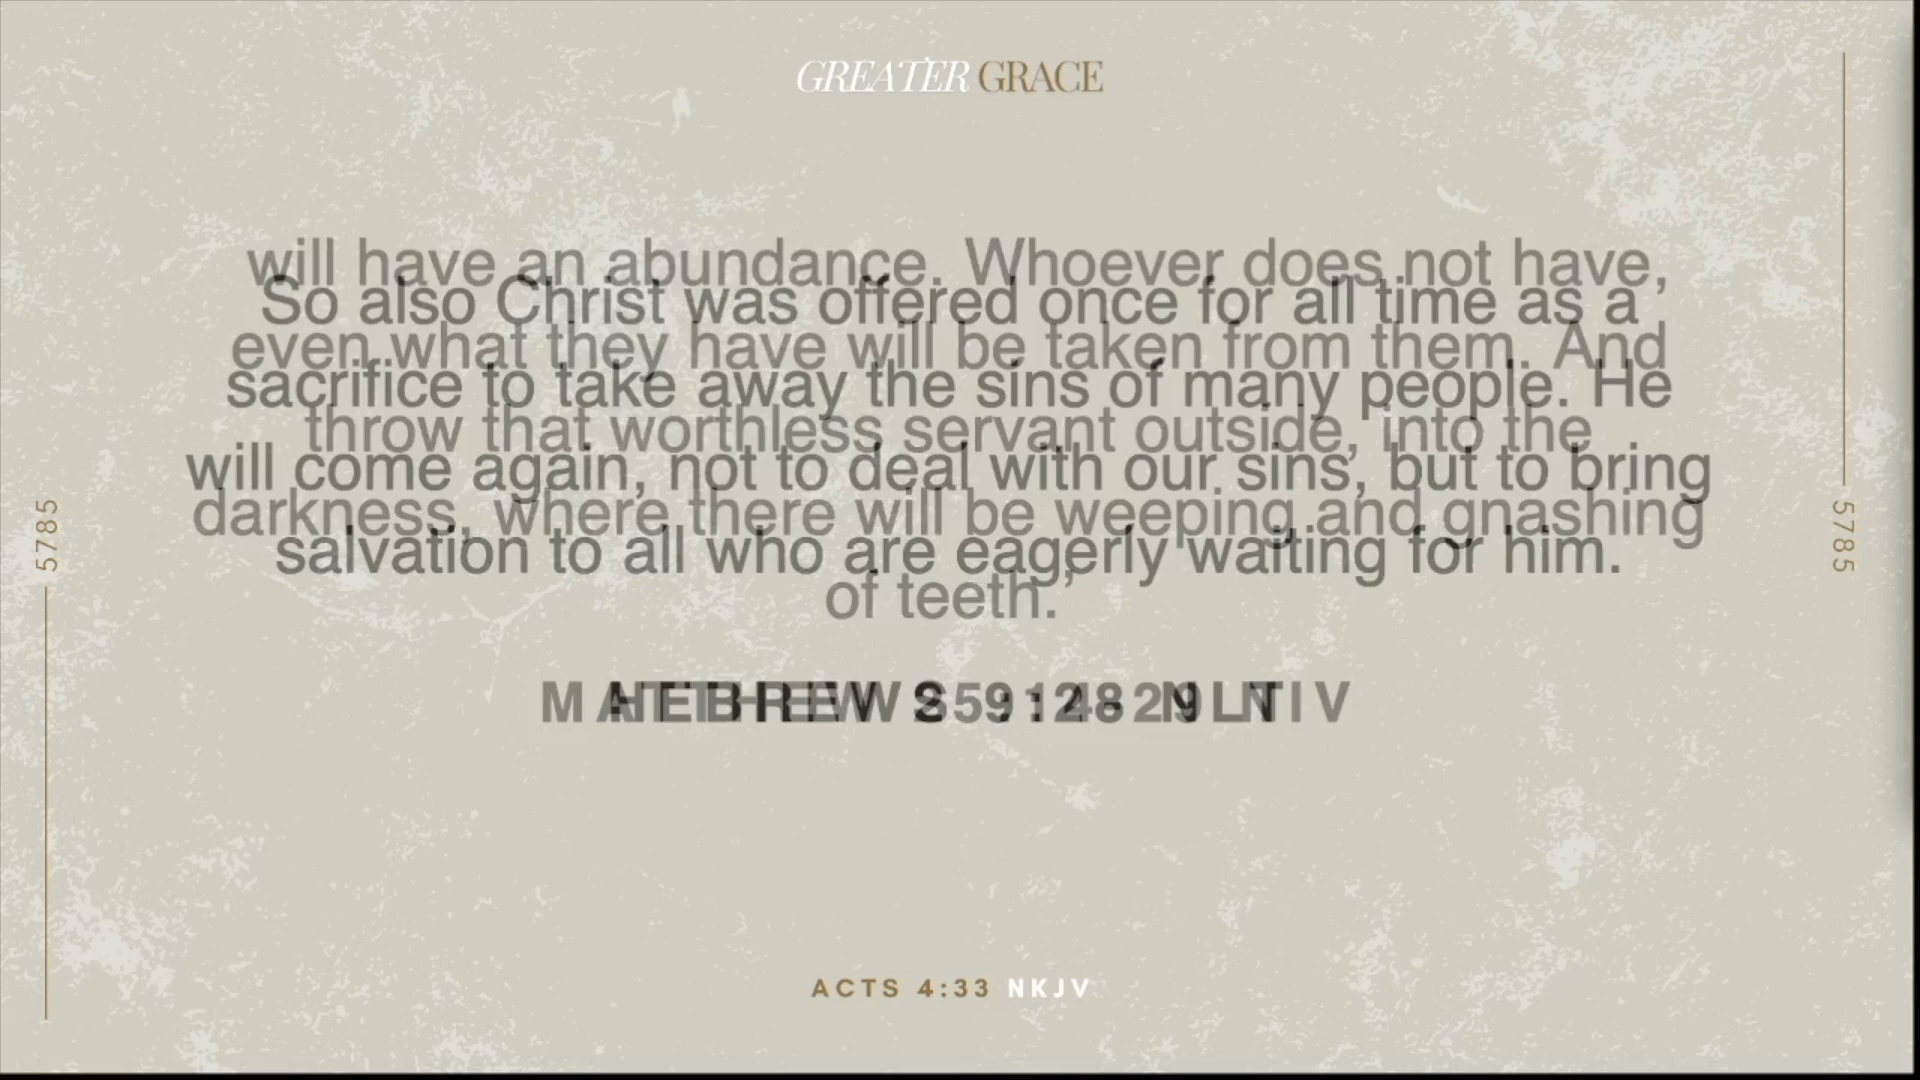 GREATER GRACE
will have an abundance. Whoever does not have,
So also Christ was offered once for all time as a
even what they have will be taken from them. And
sacrifice to take away the sins of many people. He
throw that worthless servant outside, into the
will come again, not to deal with our sins, but to bring
darkness, where there will be weeping and gnashing
salvation to all who are eagerly waiting for him.
of teeth.’
5785
5785
ACTS 4:33 NKJV